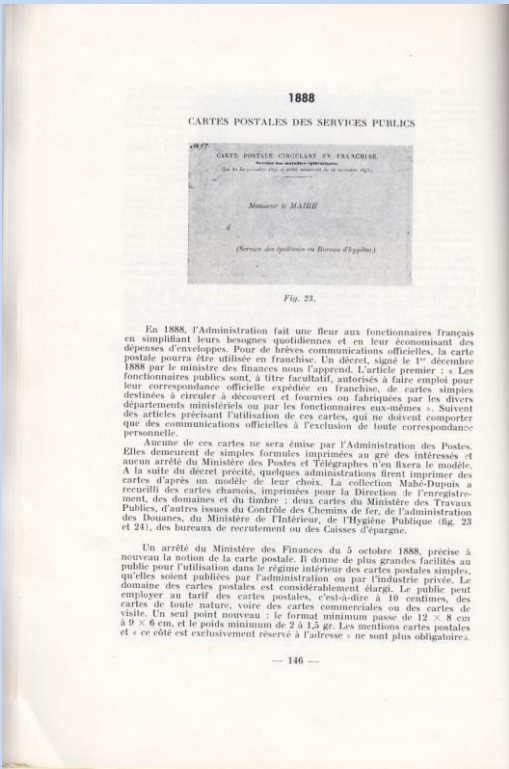 1888
CARTES POSTALES DES SERVICES PUBLICS
CARTE POSTALE CIRCULANT EN FRANCHISE.
Service des maladies épidémiques.
Monsieur le MAIRE
d
(Service des épidémies ou Bureau d'hygiène.)
Fig. 23.
En 1888, l'Administration fait une fleur aux fonctionnaires français
en simplifiant leurs besognes quotidiennes et en leur économisant des
dépenses d'enveloppes. Pour de brèves communications officielles, la carte
postale pourra être utilisée en franchise. Un décret, signé le 1er décembre
1888 par le ministre des finances nous l'apprend. L'article premier : « Les
fonctionnaires publics sont, à titre facultatif, autorisés à faire emploi pour
leur correspondance officielle expédiée en franchise, de cartes simples
destinées à circuler à découvert et fournies ou fabriquées par les divers
départements ministériels ou par les fonctionnaires eux-mêmes ». Suivent
des articles précisant l'utilisation de ces cartes, qui ne doivent comporter
que des communications officielles à l'exclusion de toute correspondance
personnelle.
Aucune de ces cartes ne sera émise par l'Administration des Postes.
Elles demeurent de simples formules imprimées au gré des intéressés et
aucun arrêté du Ministère des Postes et Télégraphes n'en fixera le modèle.
A la suite du décret précité, quelques administrations firent imprimer des
cartes d'après un modèle de leur choix. La collection Mahé-Dupuis a
recueilli des cartes chamois, imprimées pour la Direction de l'enregistre-
ment, des domaines et du timbre ; deux cartes du Ministère des Travaux
Publics, d'autres issues du Contrôle des Chemins de fer, de l'administration
des Douanes, du Ministère de l'Intérieur, de l'Hygiène Publique (fig. 23
et 24), des bureaux de recrutement ou des Caisses d'épargne.
Un arrêté du Ministère des Finances du 5 octobre 1888, précise à
nouveau la notion de la carte postale. Il donne de plus grandes facilités au
public pour l'utilisation dans le régime intérieur des cartes postales simples,
qu'elles soient publiées par l'administration ou par l'industrie privée. Le
domaine des cartes postales est considérablement élargi. Le public peut
employer au tarif des cartes postales, c'est-à-dire à 10 centimes, des
cartes de toute nature, voire des cartes commerciales ou des cartes de
visite. Un seul point nouveau : le format minimum passe de 12 × 8 cm
à 9 × 6 cm, et le poids minimum de 2 à 1,5 gr. Les mentions cartes postales
et « ce côté est exclusivement réservé à l'adresse » ne sont plus obligatoires.
— 146 —